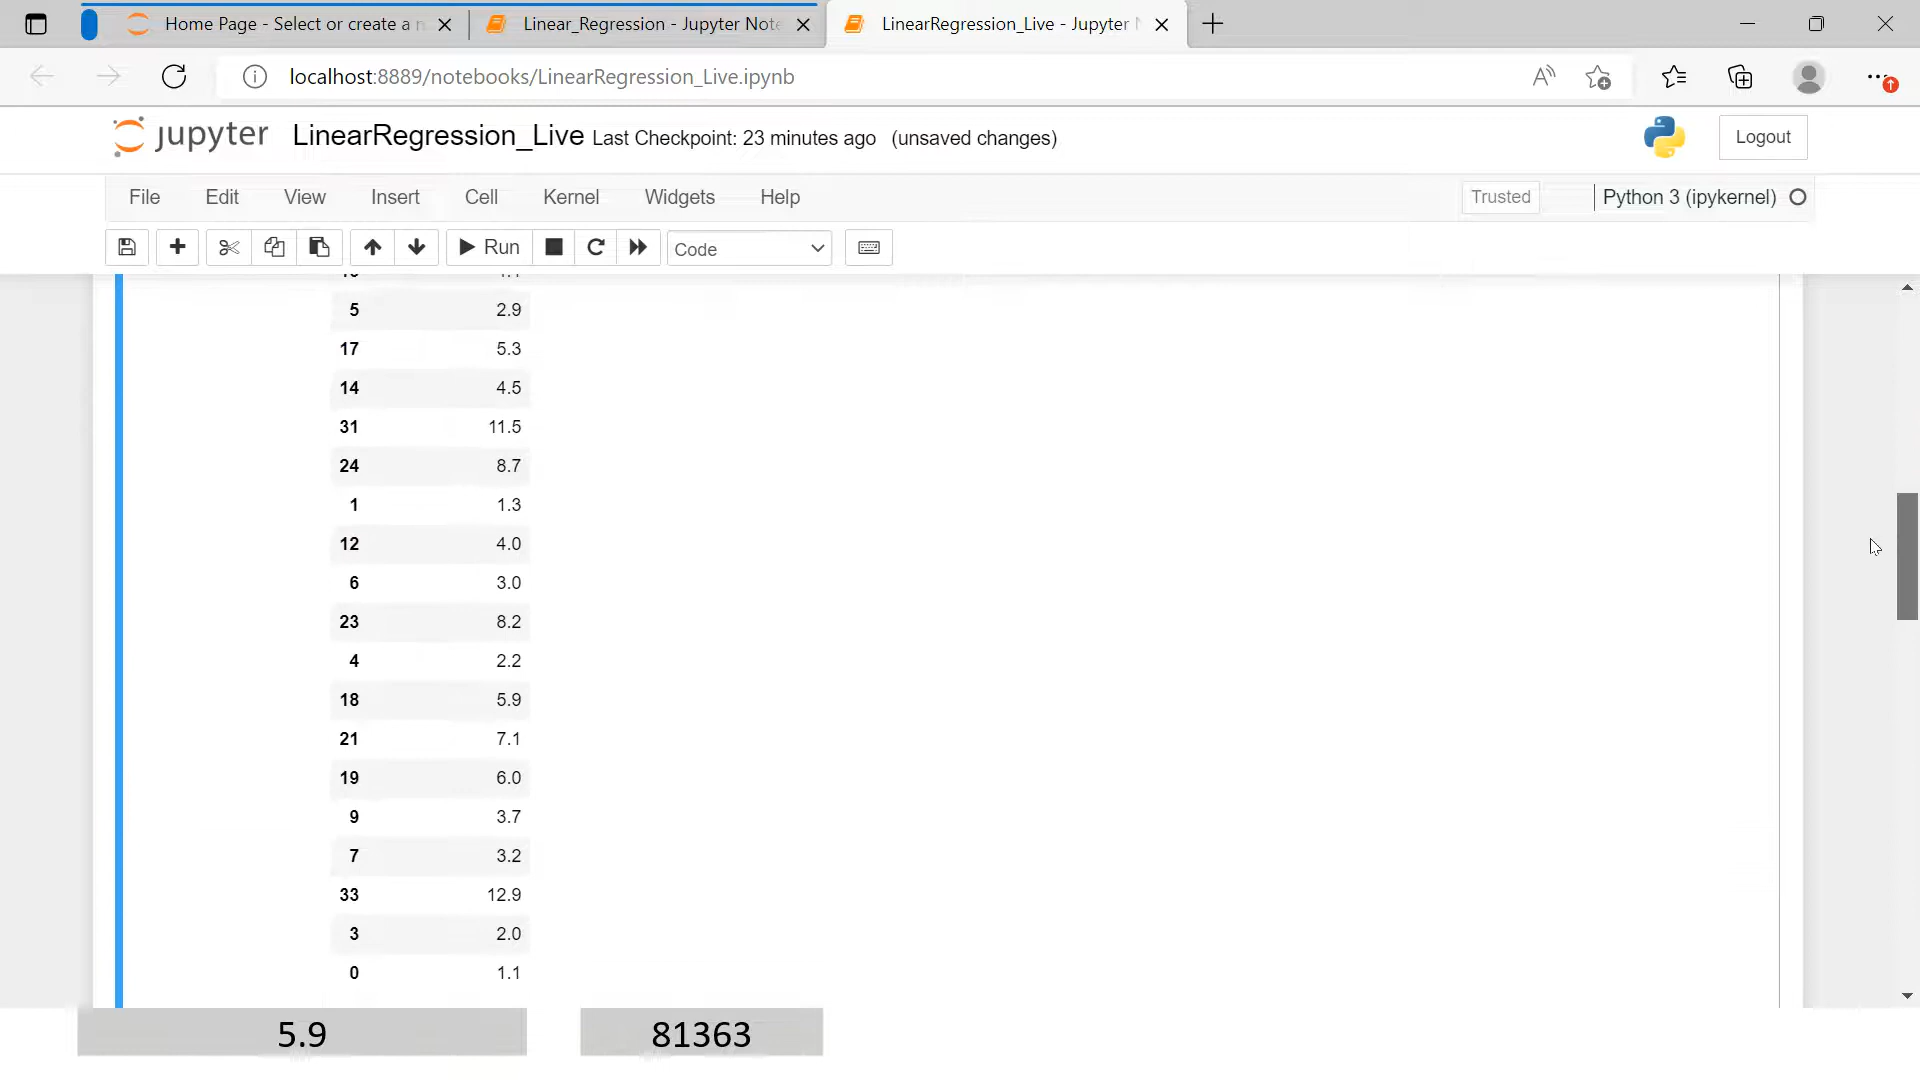 Home Page - Select or create a n
Linear_Regression - Jupyter Note
LinearRegression_Live - Jupyter N
localhost:8889/notebooks/LinearRegression_Live.ipynb
jupyter LinearRegression_Live Last Checkpoint: 23 minutes ago (unsaved changes)
Logout
File Edit View Insert Cell Kernel Widgets Help
Trusted Python 3 (ipykernel)
Run Code
5 2.9
17 5.3
14 4.5
31 11.5
24 8.7
1 1.3
12 4.0
6 3.0
23 8.2
4 2.2
18 5.9
21 7.1
19 6.0
9 3.7
7 3.2
33 12.9
3 2.0
0 1.1
5.9 81363